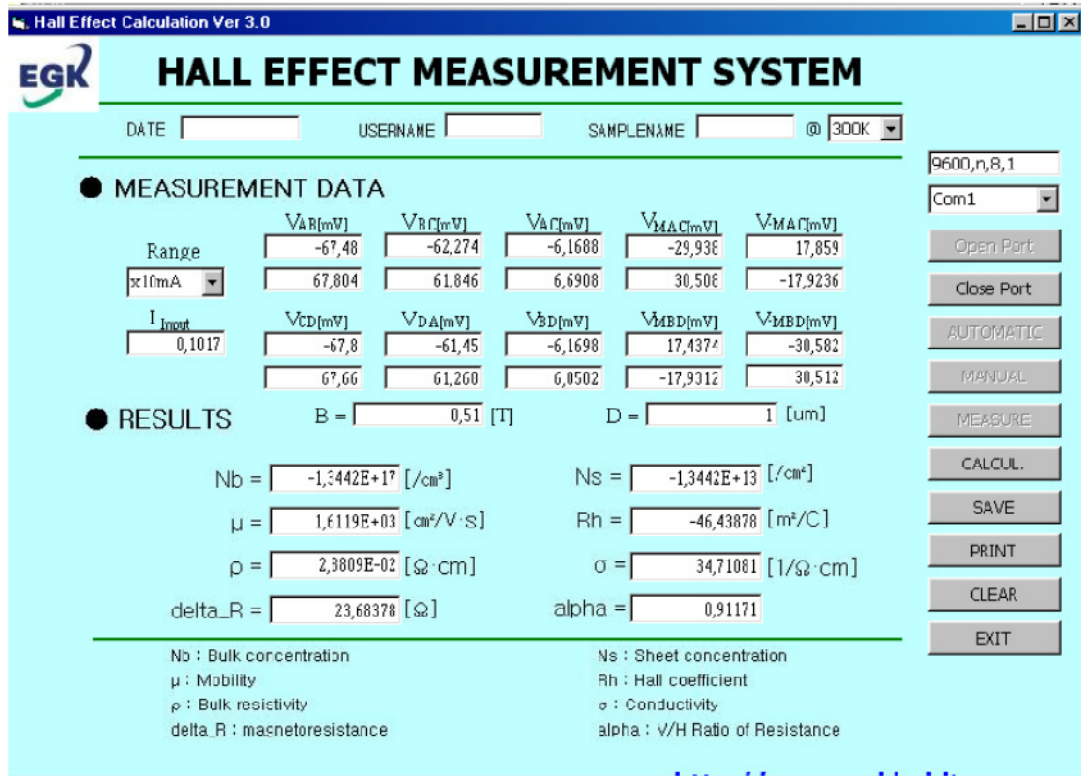 Hall Effect Calculation Ver 3.0
EGK
HALL EFFECT MEASUREMENT SYSTEM
DATE USERNAME SAMPLENAME @ 300K
9600,n,8,1
Com1
● MEASUREMENT DATA
VAB[mV] VBC[mV] VAC[mV] VMAC[mV] V-MAC[mV]
Range -67,48 -62,274 -6,1688 -29,938 17,859
x10mA 67,804 61.846 6,6908 30,508 -17,9236
I Input VCD[mV] VDA[mV] VBD[mV] VMBD[mV] V-MBD[mV]
0,1017 -67,8 -61,45 -6,1698 17,4374 -30,582
67,66 61,260 6,0502 -17,9312 30,512
Open Port
Close Port
AUTOMATIC
MANUAL
MEASURE
CALCUL.
SAVE
PRINT
CLEAR
EXIT
● RESULTS B = 0,51 [T] D = 1 [um]
Nb = -1,3442E+17 [/cm³] Ns = -1,3442E+13 [/cm²]
μ = 1,6119E+03 [cm²/V·s] Rh = -46,43878 [m²/C]
ρ = 2,3809E-02 [Ω·cm] σ = 34,71081 [1/Ω·cm]
delta_R = 23,68378 [Ω] alpha = 0,91171
Nb : Bulk concentration Ns : Sheet concentration
μ : Mobility Rh : Hall coefficient
ρ : Bulk resistivity σ : Conductivity
delta_R : magnetoresistance alpha : V/H Ratio of Resistance